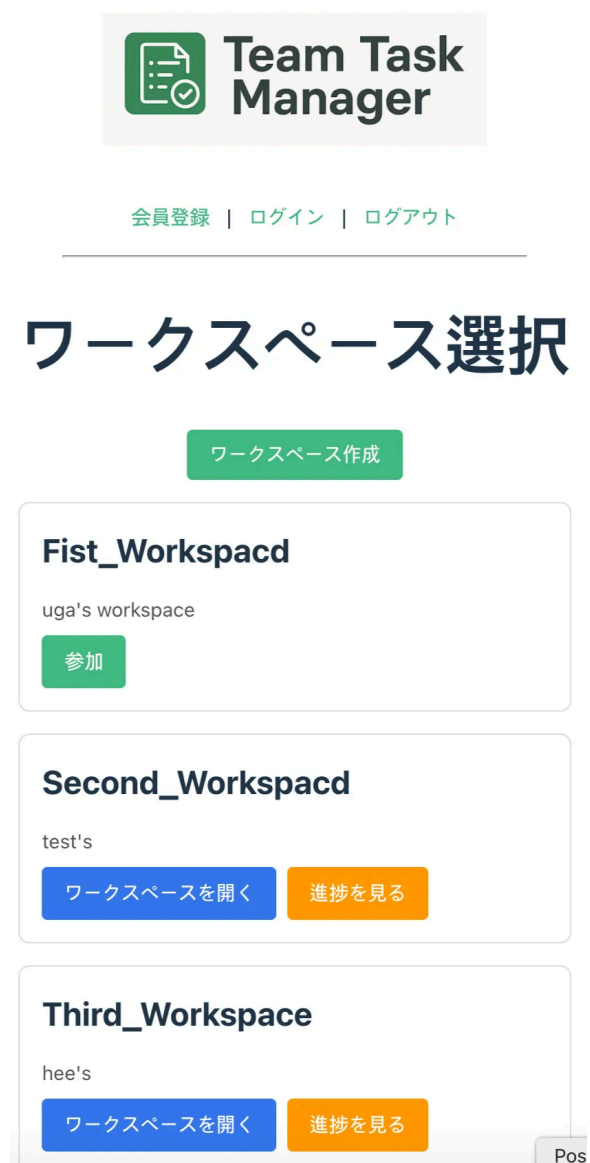 Team Task
Manager
会員登録 | ログイン | ログアウト
ワークスペース選択
ワークスペース作成
Fist_Workspacd
uga's workspace
参加
Second_Workspacd
test's
ワークスペースを開く 進捗を見る
Third_Workspace
hee's
ワークスペースを開く 進捗を見る
Pos